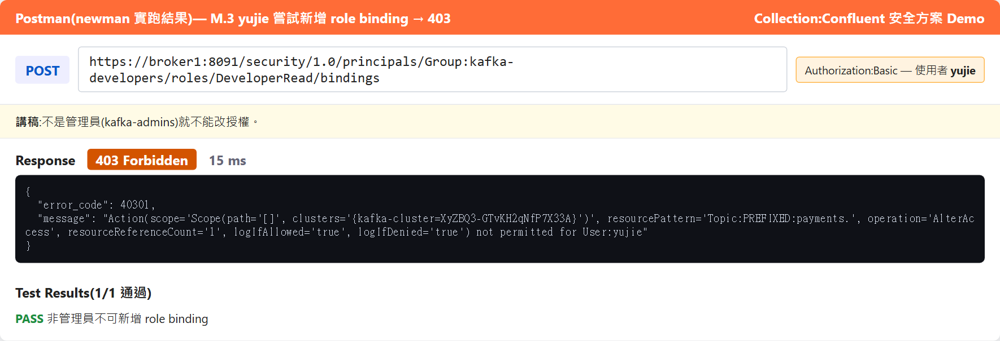 Postman(newman 實跑結果)— M.3 yujie 嘗試新增 role binding → 403
Collection:Confluent 安全方案 Demo
POST
https://broker1:8091/security/1.0/principals/Group:kafka-
developers/roles/DeveloperRead/bindings
Authorization:Basic — 使用者 yujie
講稿:不是管理員(kafka-admins)就不能改授權。
Response
403 Forbidden
15 ms
{
"error_code": 40301,
"message": "Action(scope='Scope(path='[]', clusters='{kafka-cluster=XyZBQ3-GTvKH2qNfP7X33A}')', resourcePattern='Topic:PREFIXED:payments.', operation='AlterAc
cess', resourceReferenceCount='1', logIfAllowed='true', logIfDenied='true') not permitted for User:yujie"
}
Test Results(1/1 通過)
PASS 非管理員不可新增 role binding